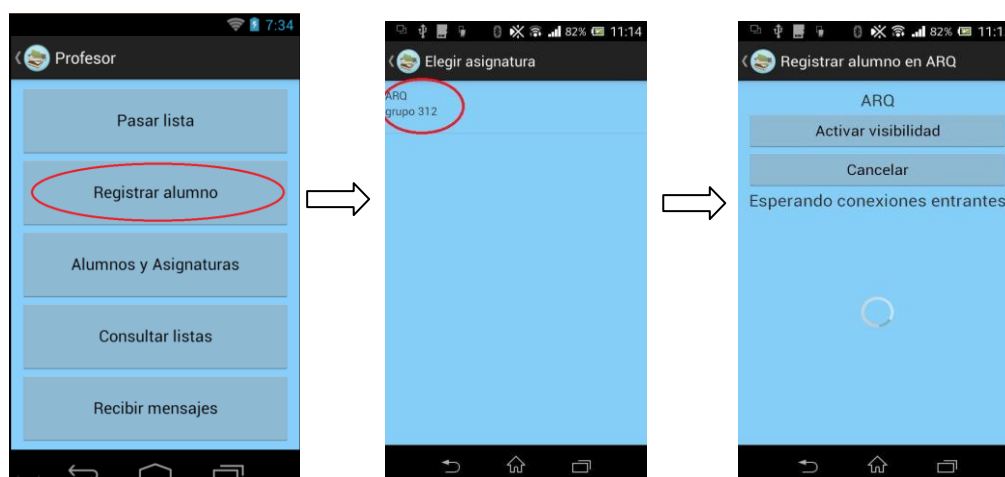 7:34
Profesor
Pasar lista
Registrar alumno
Alumnos y Asignaturas
Consultar listas
Recibir mensajes
82% 11:14
Elegir asignatura
ARQ
grupo 312
82% 11:1
Registrar alumno en ARQ
ARQ
Activar visibilidad
Cancelar
Esperando conexiones entrantes